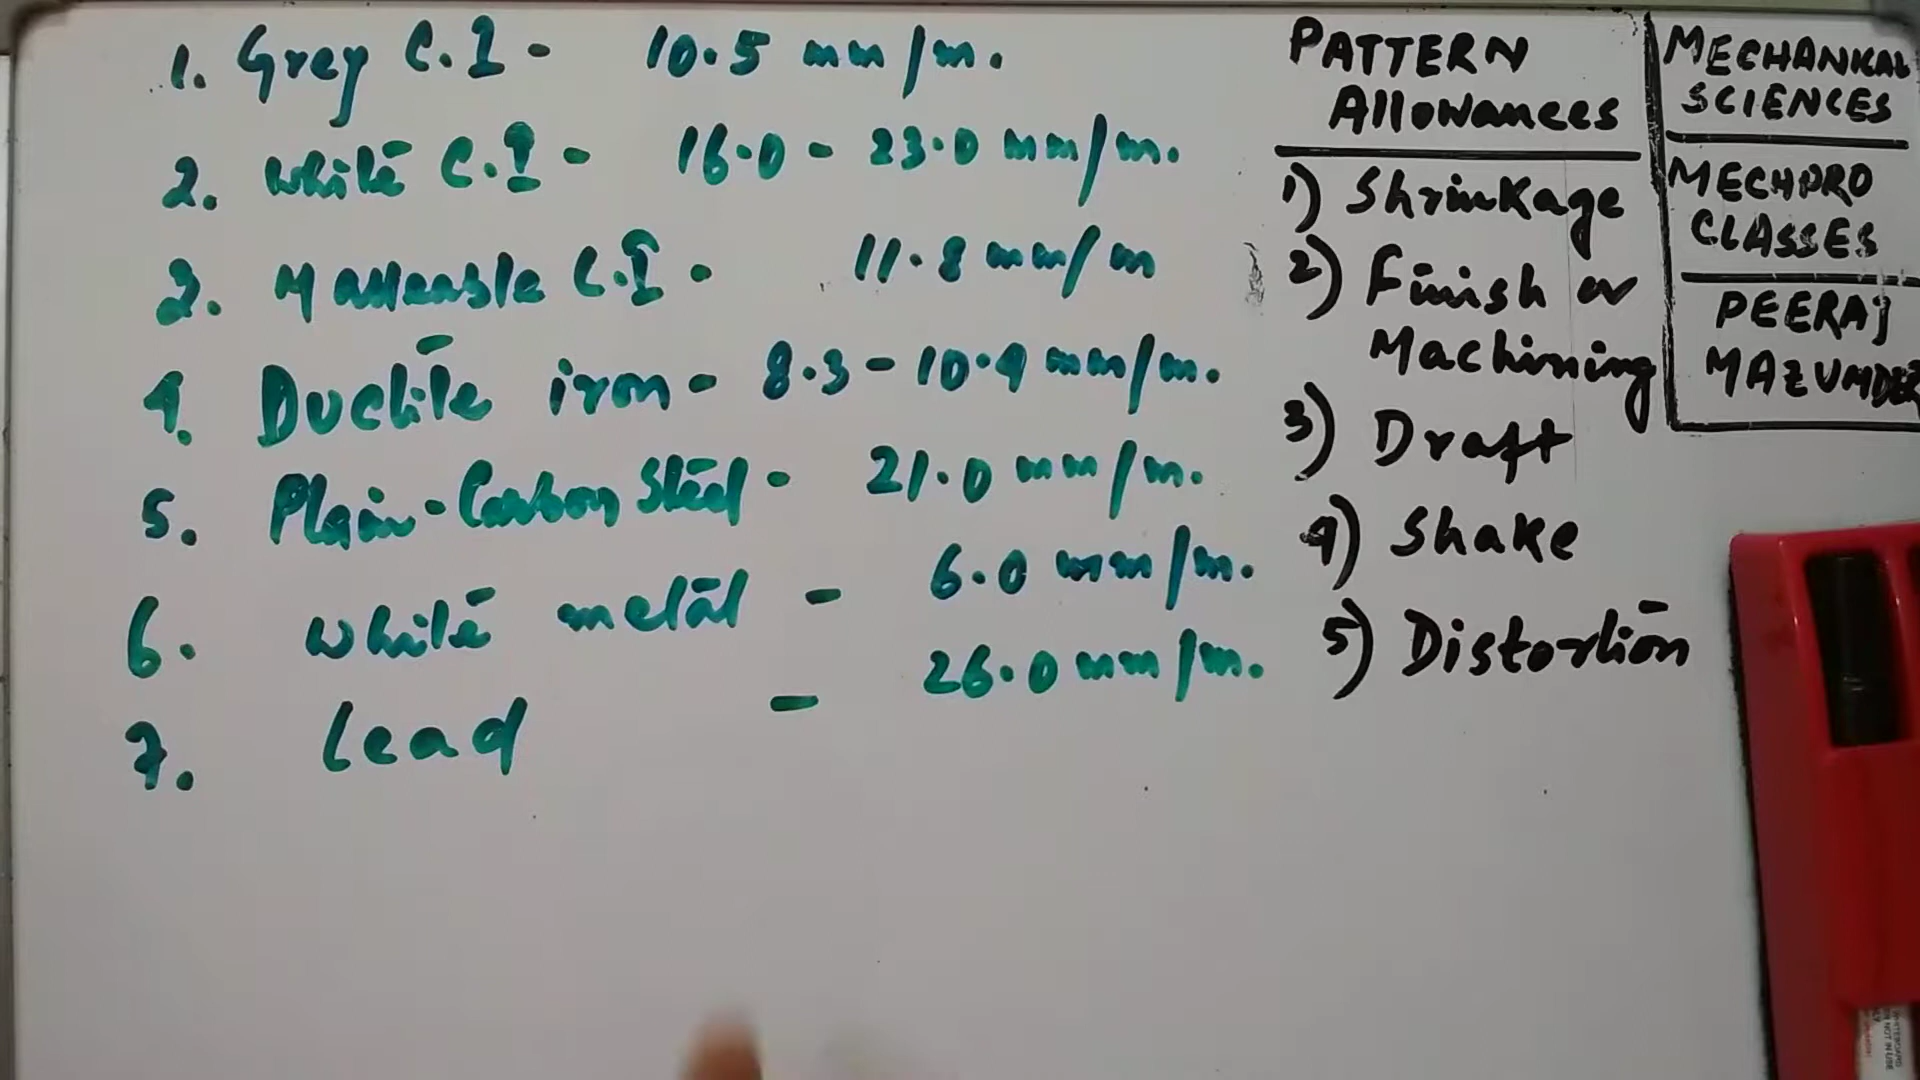 1. Grey C.I - 10.5 mm/m.
2. White C.I - 16.0 - 23.0 mm/m.
3. Malleable C.I - 11.8 mm/m
4. Ductile iron - 8.3 - 10.4 mm/m.
5. Plain-Carbon Steel - 21.0 mm/m.
6. White metal - 6.0 mm/m.
7. Lead - 26.0 mm/m.
PATTERN
Allowances
1) Shrinkage
2) Finish or
Machining
3) Draft
4) Shake
5) Distortion
MECHANICAL
SCIENCES
MECHPRO
CLASSES
PEERAJ
MAZUMDER